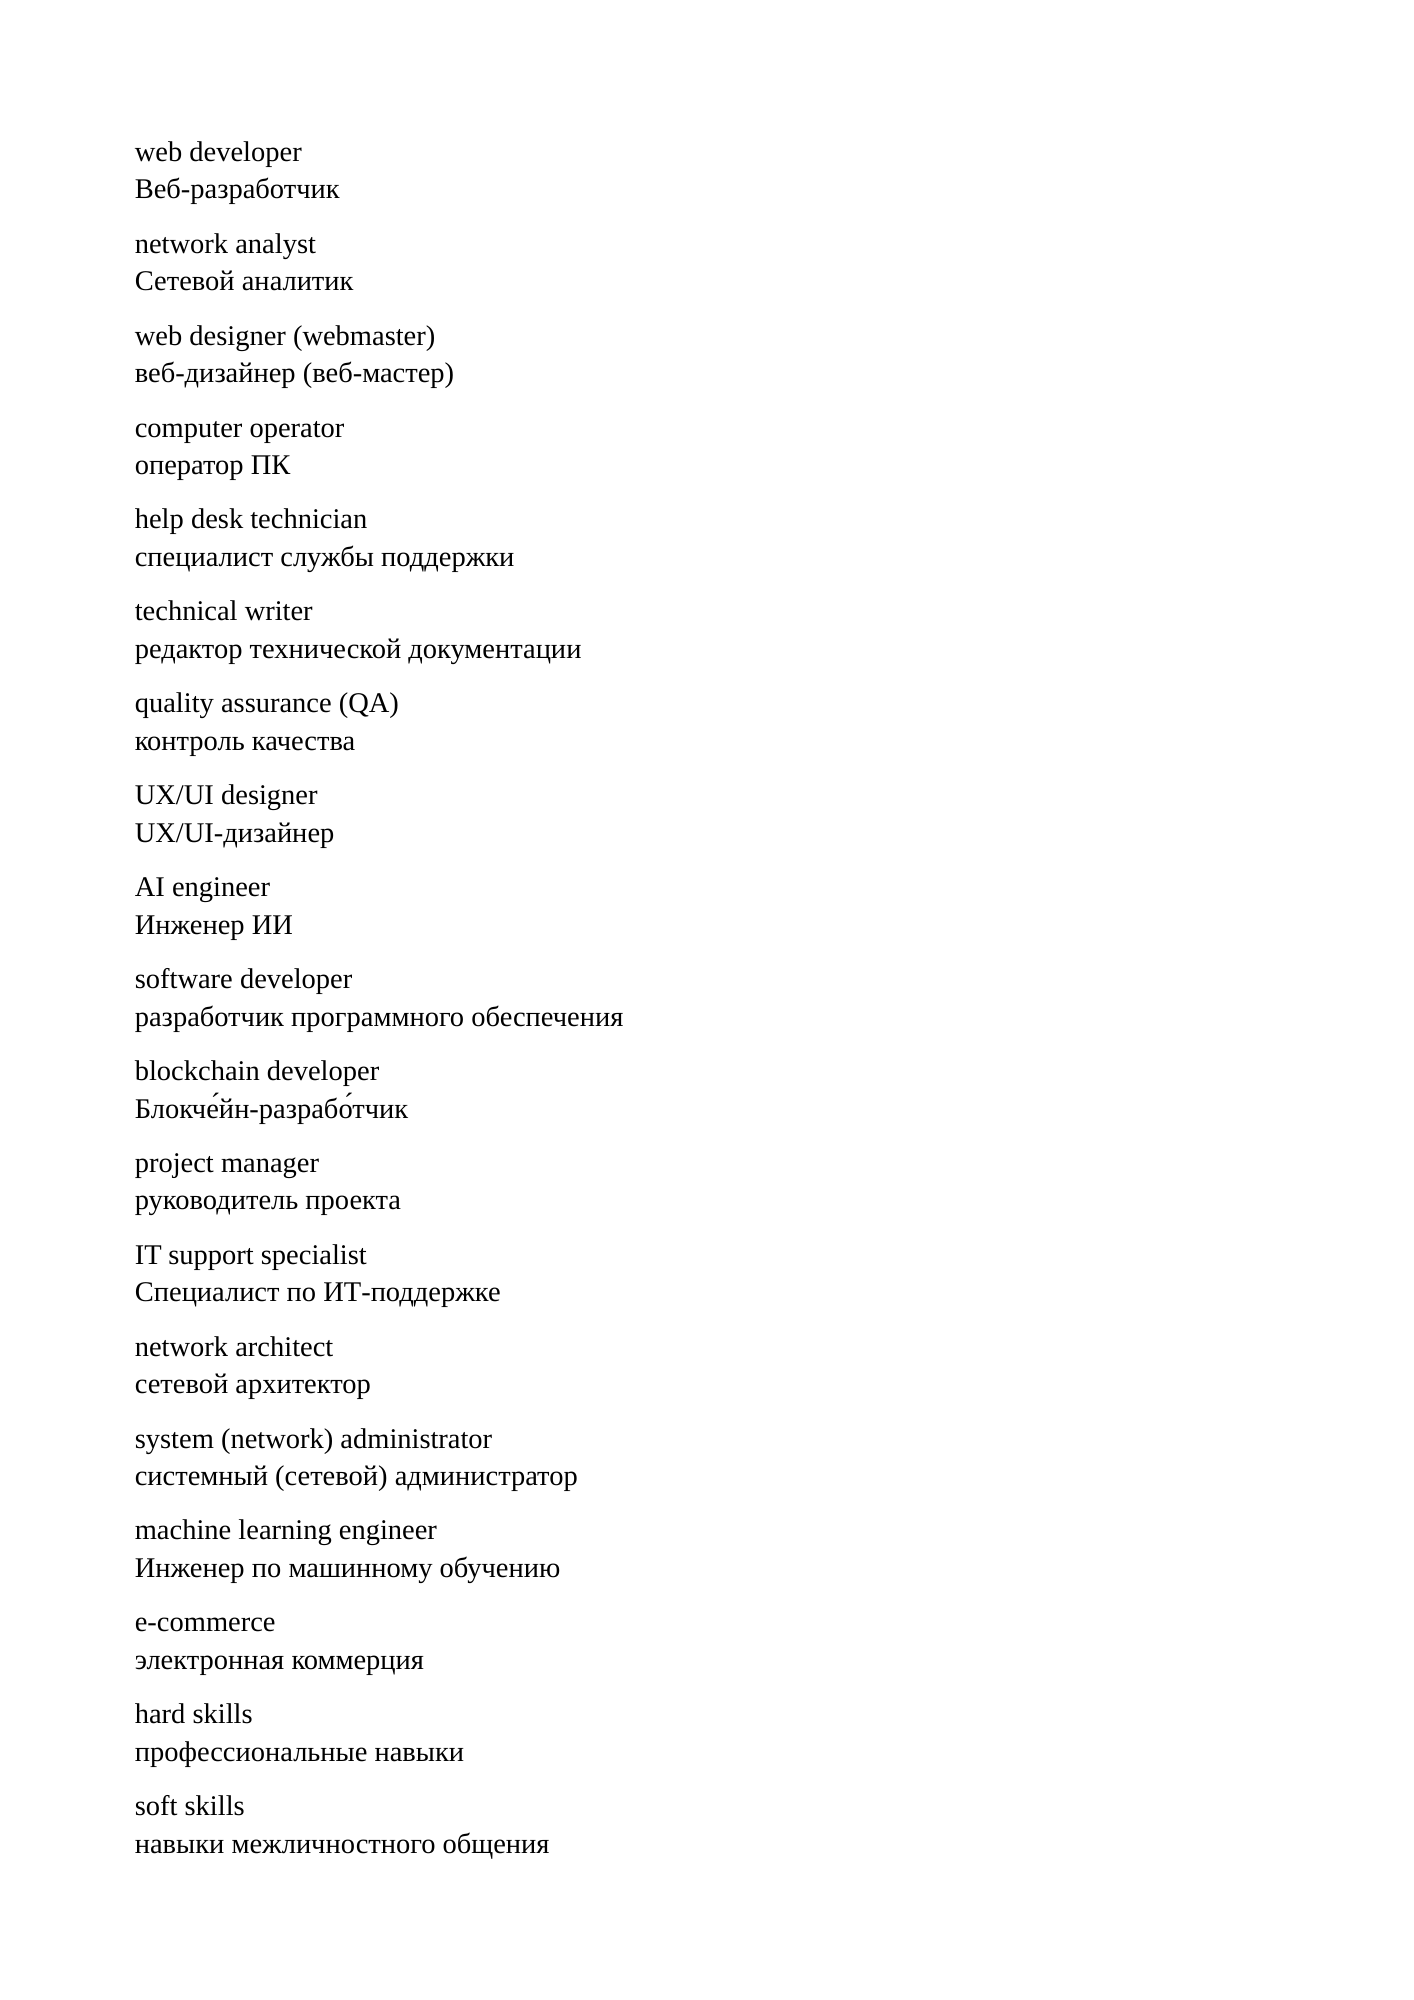 web developer
Веб-разработчик
network analyst
Сетевой аналитик
web designer (webmaster)
веб-дизайнер (веб-мастер)
computer operator
оператор ПК
help desk technician
специалист службы поддержки
technical writer
редактор технической документации
quality assurance (QA)
контроль качества
UX/UI designer
UX/UI-дизайнер
AI engineer
Инженер ИИ
software developer
разработчик программного обеспечения
blockchain developer
Блокче́йн-разрабо́тчик
project manager
руководитель проекта
IT support specialist
Специалист по ИТ-поддержке
network architect
сетевой архитектор
system (network) administrator
системный (сетевой) администратор
machine learning engineer
Инженер по машинному обучению
e-commerce
электронная коммерция
hard skills
профессиональные навыки
soft skills
навыки межличностного общения